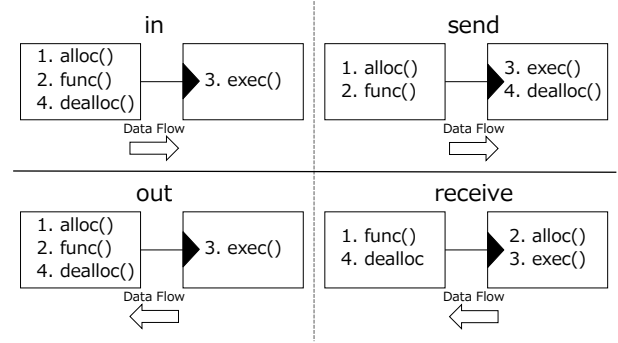 in
1. alloc()
2. func()
4. dealloc()
3. exec()
Data Flow
send
1. alloc()
2. func()
3. exec()
4. dealloc()
Data Flow
out
1. alloc()
2. func()
4. dealloc()
3. exec()
Data Flow
receive
1. func()
4. dealloc
2. alloc()
3. exec()
Data Flow